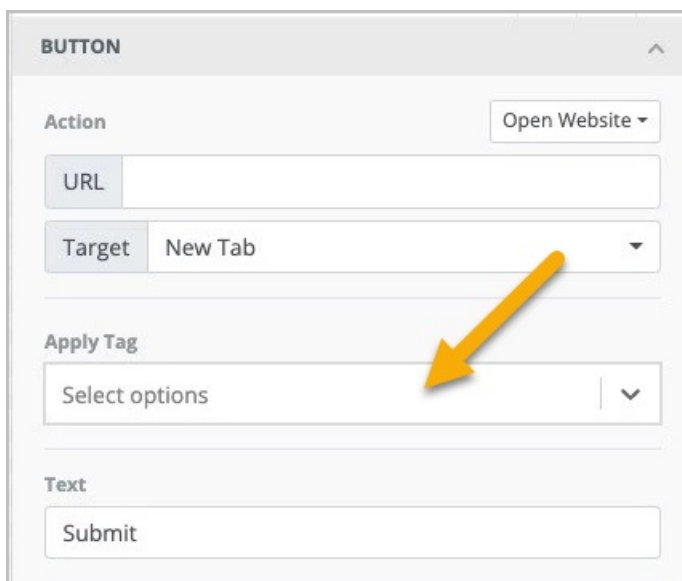 BUTTON
Action Open Website
URL
Target New Tab
Apply Tag
Select options
Text
Submit